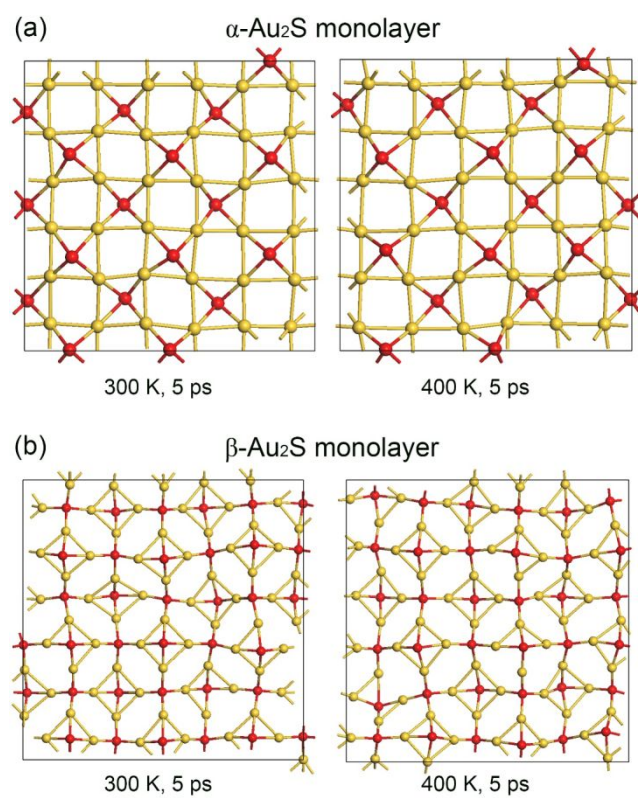 (a) α-Au₂S monolayer
300 K, 5 ps 400 K, 5 ps
(b) β-Au₂S monolayer
300 K, 5 ps 400 K, 5 ps